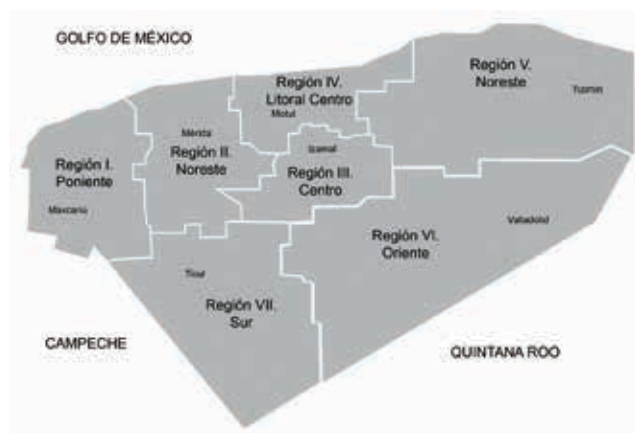 GOLFO DE MÉXICO
Región IV.
Litoral Centro
Motul
Región V.
Noreste
Tizimín
Mérida
Región II.
Noreste
Izamal
Región III.
Centro
Región I.
Poniente
Maxcanú
Valladolid
Región VI.
Oriente
Ticul
Región VII.
Sur
CAMPECHE
QUINTANA ROO